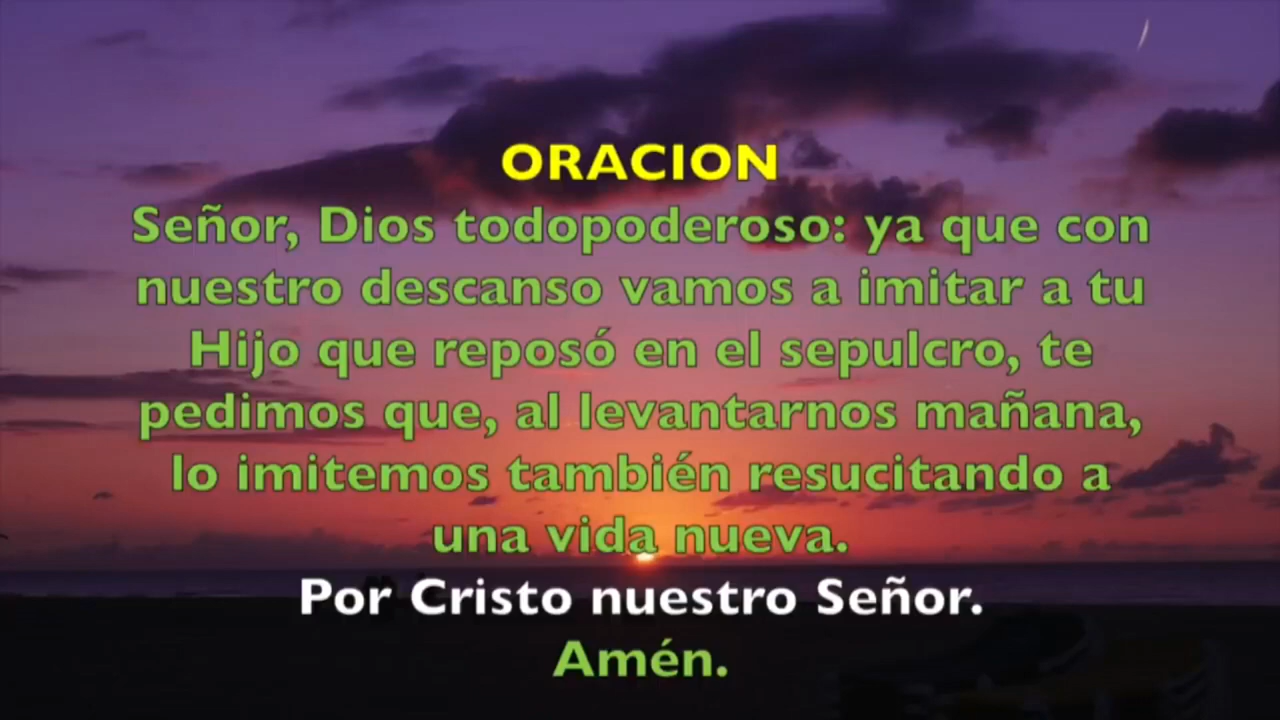 ORACION
Señor, Dios todopoderoso: ya que con
nuestro descanso vamos a imitar a tu
Hijo que reposó en el sepulcro, te
pedimos que, al levantarnos mañana,
lo imitemos también resucitando a
una vida nueva.
Por Cristo nuestro Señor.
Amén.